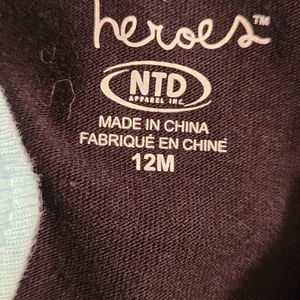 heroes™
NTD
APPAREL INC.
MADE IN CHINA
FABRIQUÉ EN CHINE
12M